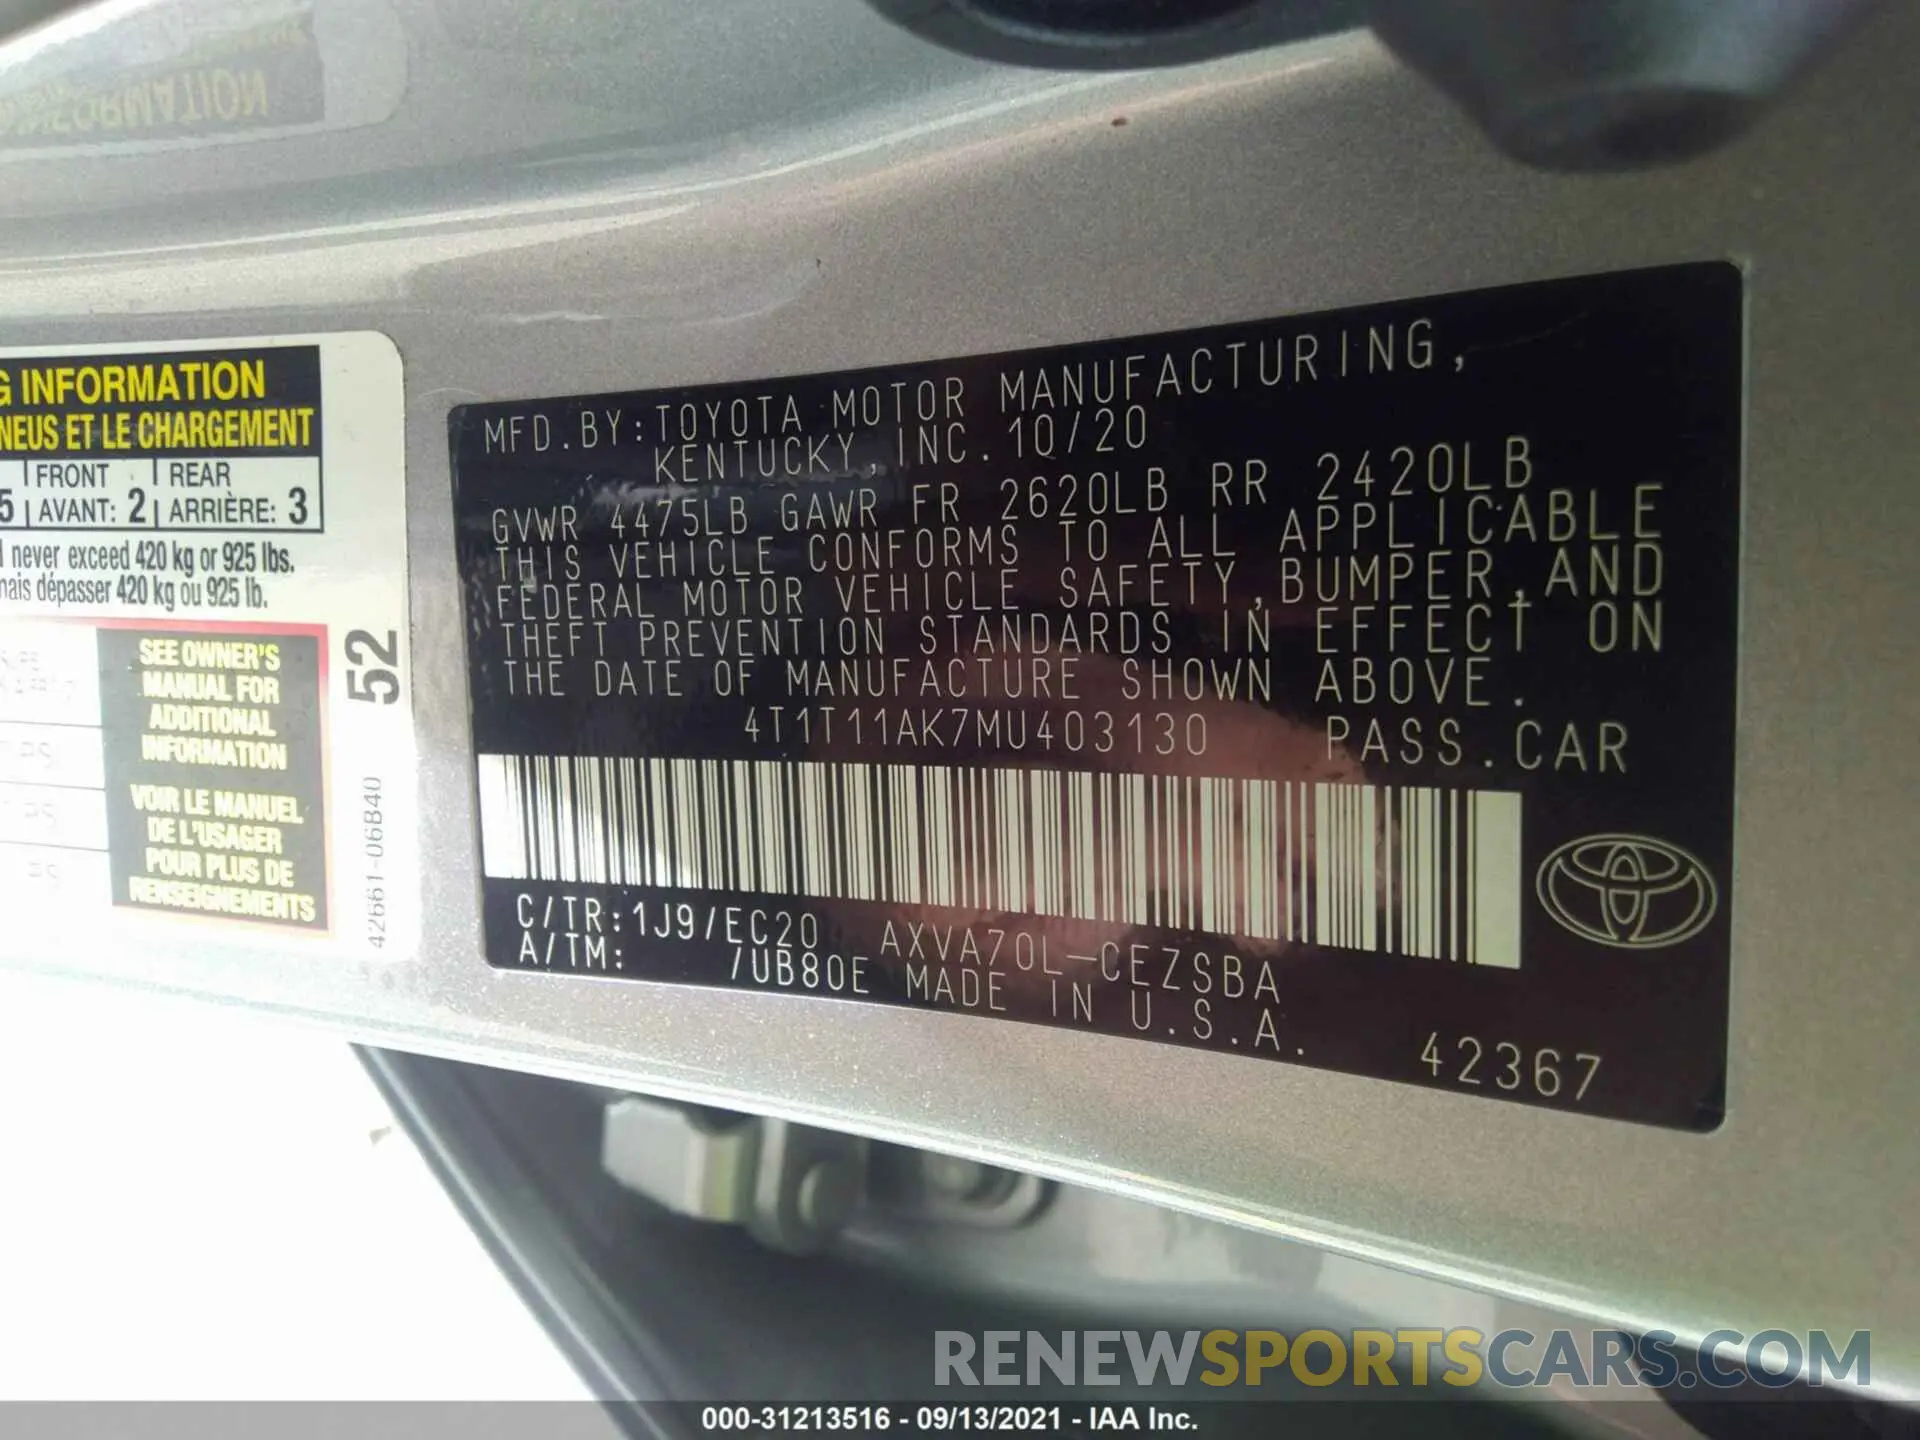 INFORMATION
G INFORMATION
NEUS ET LE CHARGEMENT
5 FRONT AVANT: 2 REAR ARRIÈRE: 3
never exceed 420 kg or 925 lbs.
mais dépasser 420 kg ou 925 lb.
SEE OWNER'S
MANUAL FOR
ADDITIONAL
INFORMATION
VOIR LE MANUEL
DE L'USAGER
POUR PLUS DE
RENSEIGNEMENTS
52
42661-06B40
MFD.BY:TOYOTA MOTOR MANUFACTURING,
KENTUCKY,INC. 10/20
GVWR 4475LB GAWR FR 2620LB RR 2420LB
THIS VEHICLE CONFORMS TO ALL APPLICABLE
FEDERAL MOTOR VEHICLE SAFETY,BUMPER,AND
THEFT PREVENTION STANDARDS IN EFFECT ON
THE DATE OF MANUFACTURE SHOWN ABOVE.
4T1T11AK7MU403130 PASS.CAR
C/TR:1J9/EC20 AXVA70L-CEZSBA
A/TM: /UB80E MADE IN U.S.A.
42367
RENEWSPORTSCARS.COM
000-31213516 - 09/13/2021 - IAA Inc.